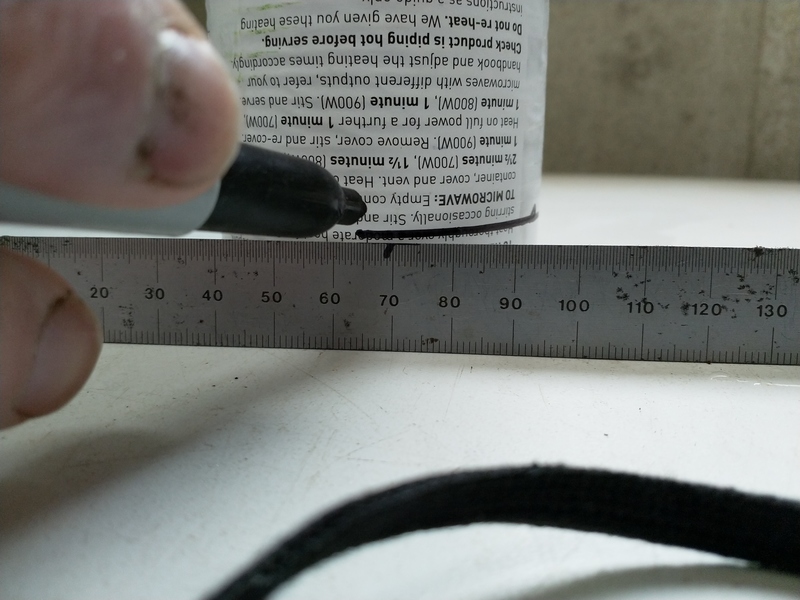 stirring occasionally. Stir and
TO MICROWAVE: Empty
container, cover and vent. Heat
2½ minutes (700W), 1½ minutes
1 minute (900W). Remove cover, stir and re-cover.
Heat on full power for a further 1 minute (700W),
1 minute (800W), 1 minute (900W). Stir and serve
microwaves with different outputs, refer to your
handbook and adjust the heating times accordingly.
Check product is piping hot before serving.
Do not re-heat. We have given you these heating
instructions as a guide only
20 30 40 50 60 70 80 90 100 110 120 130